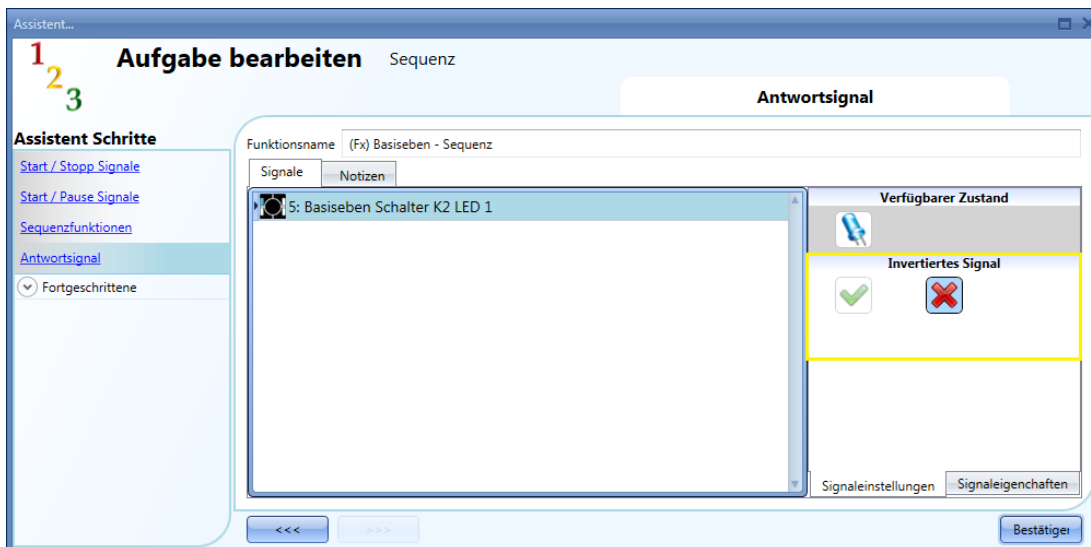 Assistent...
1 2 3
Aufgabe bearbeiten Sequenz
Antwortsignal
Assistent Schritte
Start / Stopp Signale
Start / Pause Signale
Sequenzfunktionen
Antwortsignal
Fortgeschrittene
Funktionsname (Fx) Basiseben - Sequenz
Signale Notizen
5: Basiseben Schalter K2 LED 1
Verfügbarer Zustand
Invertiertes Signal
Signaleinstellungen Signaleigenchaften
<<< >>> Bestätiger